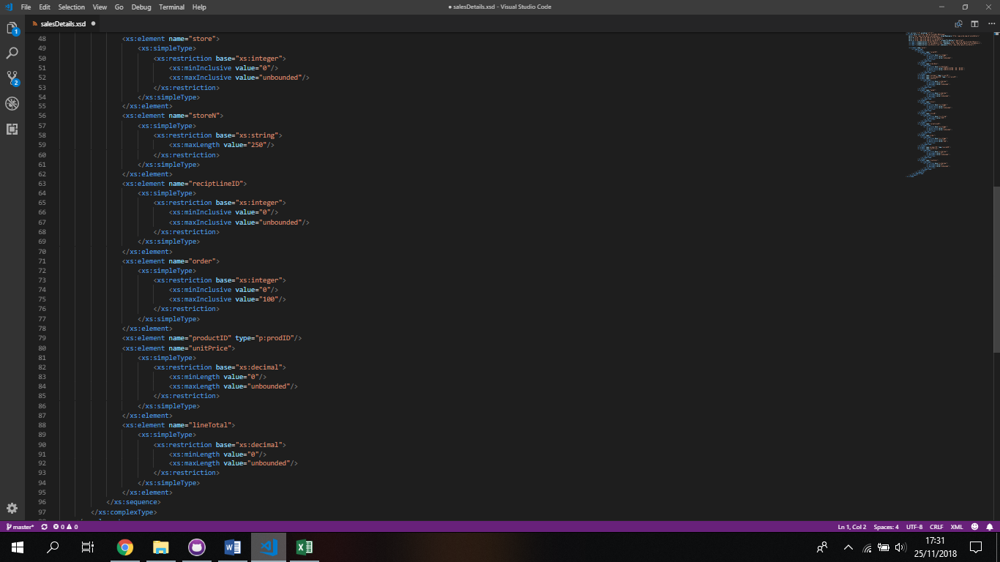 File Edit Selection View Go Debug Terminal Help
● salesDetails.xsd - Visual Studio Code
salesDetails.xsd ●
48 <xs:element name="store">
49 <xs:simpleType>
50 <xs:restriction base="xs:integer">
51 <xs:minInclusive value="0"/>
52 <xs:maxInclusive value="unbounded"/>
53 </xs:restriction>
54 </xs:simpleType>
55 </xs:element>
56 <xs:element name="storeN">
57 <xs:simpleType>
58 <xs:restriction base="xs:string">
59 <xs:maxLength value="250"/>
60 </xs:restriction>
61 </xs:simpleType>
62 </xs:element>
63 <xs:element name="reciptLineID">
64 <xs:simpleType>
65 <xs:restriction base="xs:integer">
66 <xs:minInclusive value="0"/>
67 <xs:maxInclusive value="unbounded"/>
68 </xs:restriction>
69 </xs:simpleType>
70 </xs:element>
71 <xs:element name="order">
72 <xs:simpleType>
73 <xs:restriction base="xs:integer">
74 <xs:minInclusive value="0"/>
75 <xs:maxInclusive value="100"/>
76 </xs:restriction>
77 </xs:simpleType>
78 </xs:element>
79 <xs:element name="productID" type="p:prodID"/>
80 <xs:element name="unitPrice">
81 <xs:simpleType>
82 <xs:restriction base="xs:decimal">
83 <xs:minLength value="0"/>
84 <xs:maxLength value="unbounded"/>
85 </xs:restriction>
86 </xs:simpleType>
87 </xs:element>
88 <xs:element name="lineTotal">
89 <xs:simpleType>
90 <xs:restriction base="xs:decimal">
91 <xs:minLength value="0"/>
92 <xs:maxLength value="unbounded"/>
93 </xs:restriction>
94 </xs:simpleType>
95 </xs:element>
96 </xs:sequence>
97 </xs:complexType>
1
2
master* 0 0
Ln 1, Col 2 Spaces: 4 UTF-8 CRLF XML
17:31
25/11/2018